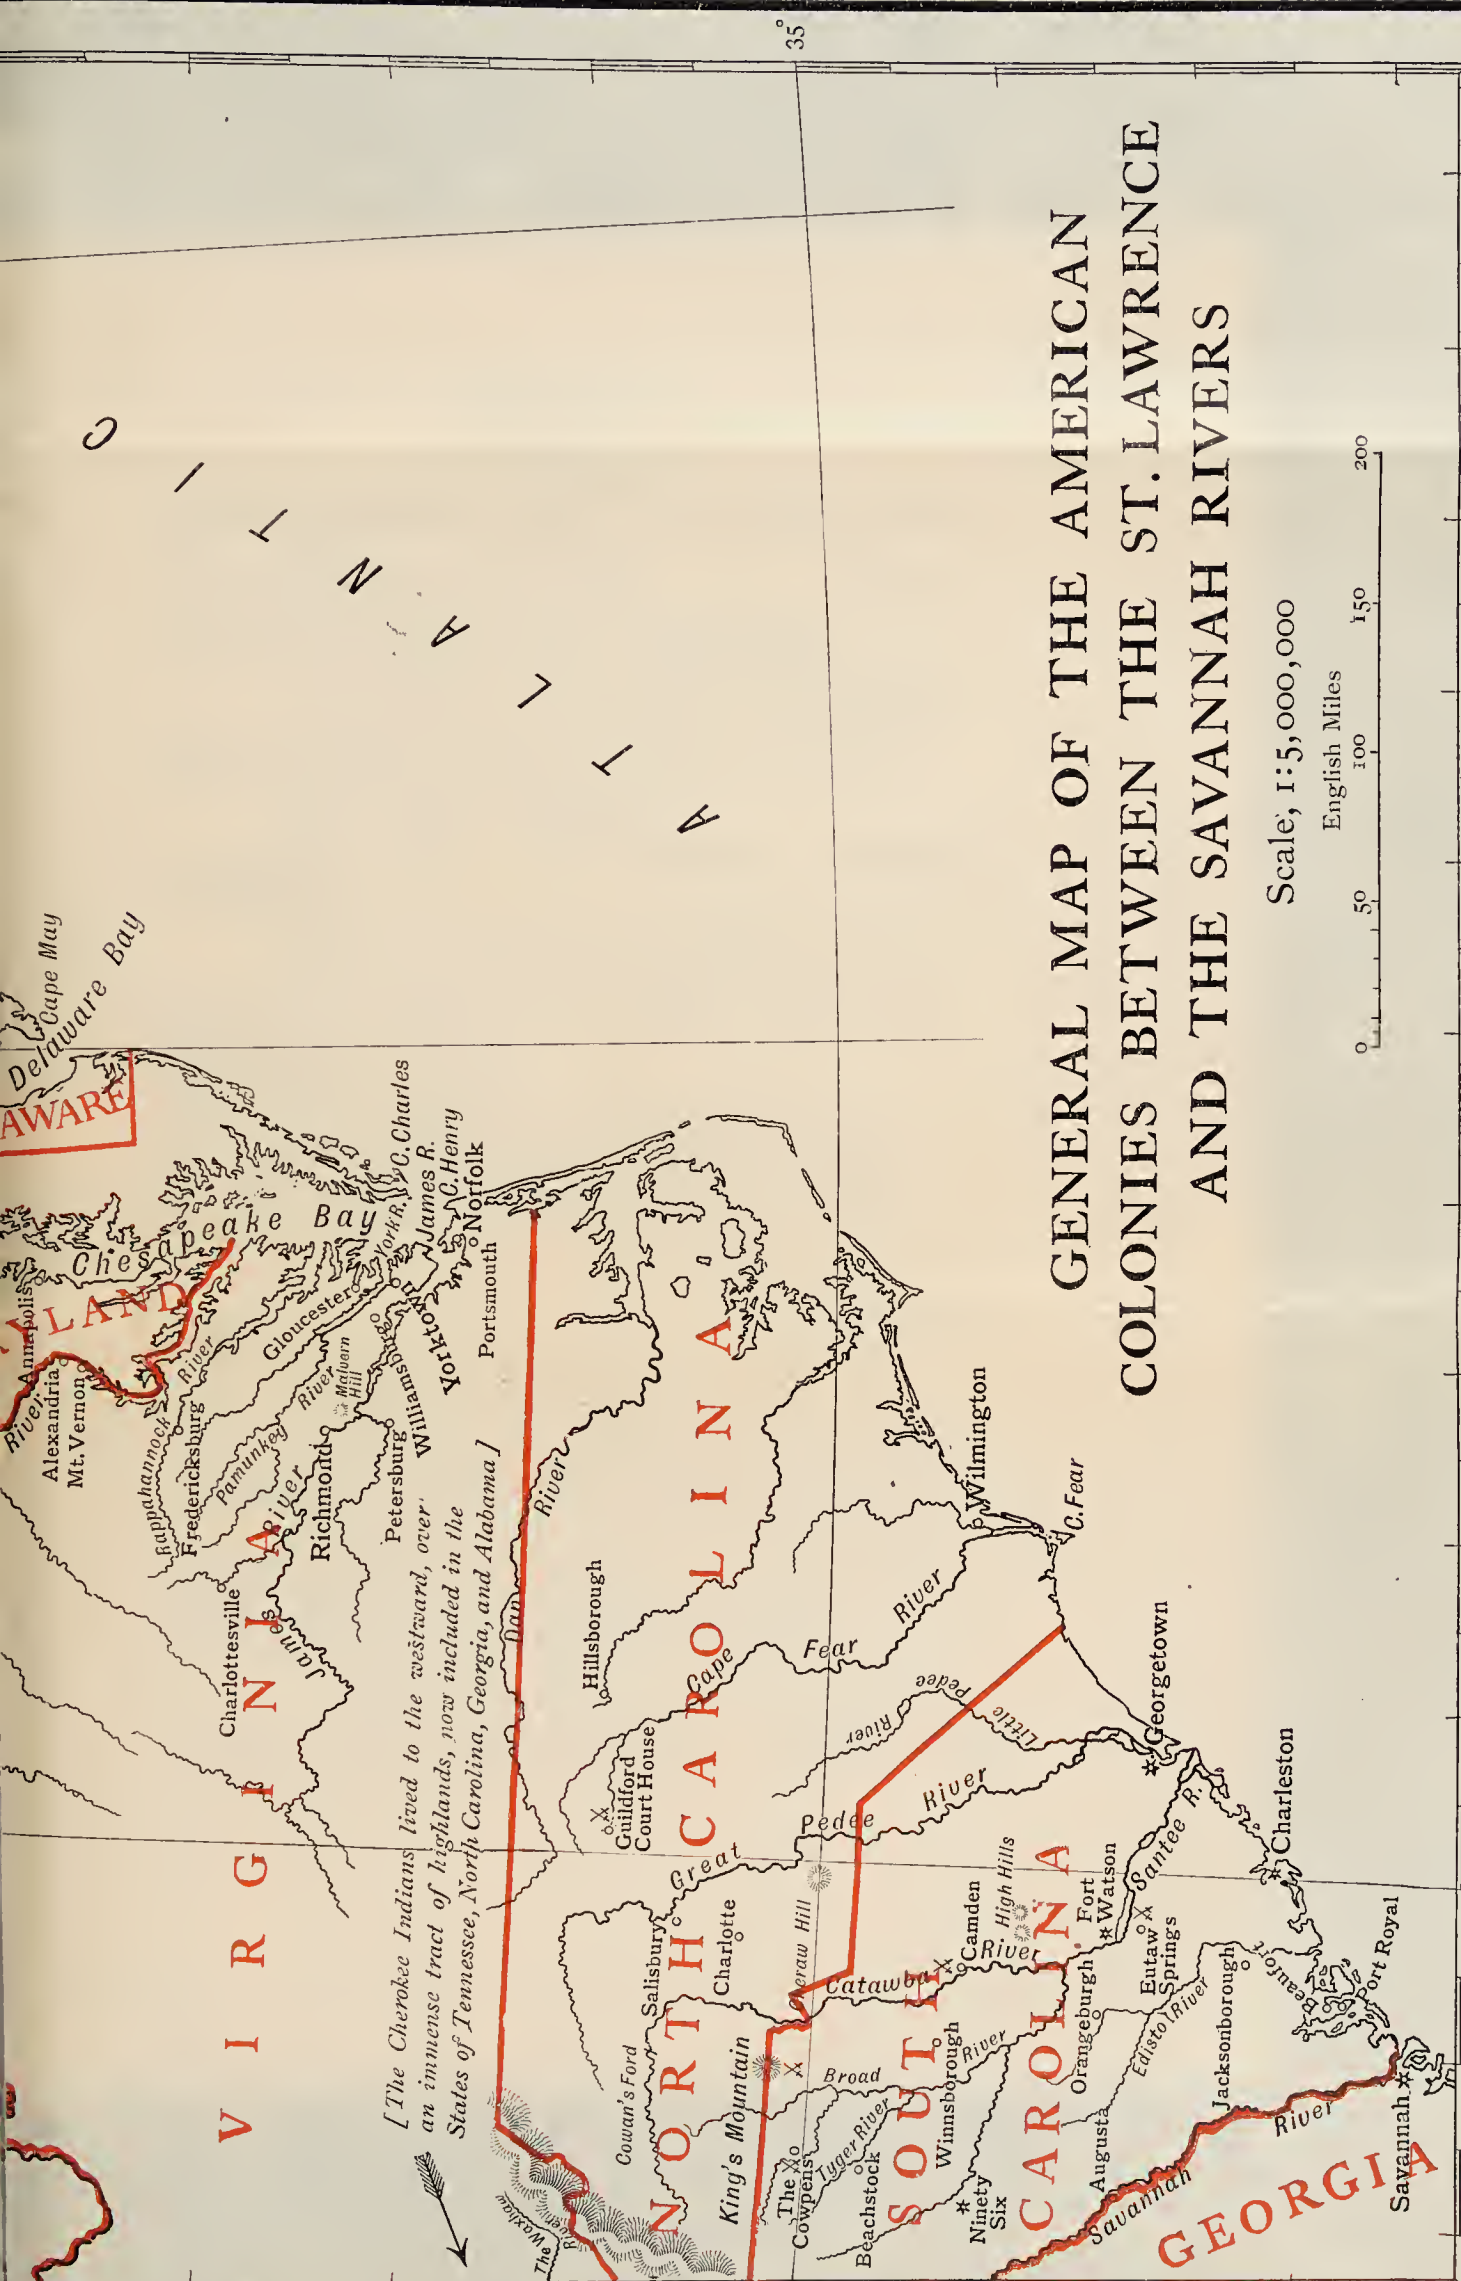 GENERAL MAP OF THE AMERICAN
COLONIES BETWEEN THE ST. LAWRENCE
AND THE SAVANNAH RIVERS
Scale, 1:5,000,000
English Miles
0 50 100 150 200
35°
ATLANTIC
Cape May
Delaware Bay
AWARE
Chesapeake Bay
Annapolis
YLAND
River
Alexandria
Mt. Vernon
Rappahannock
River
Fredericksburg
Pamunkey
River
Gloucester
York R.
C. Charles
James R.
C. Henry
Norfolk
Portsmouth
Yorktown
Williamsburg
Malvern
Hill
Richmond
Petersburg
James
River
Charlottesville
VIRGINIA
[The Cherokee Indians lived to the westward, over
an immense tract of highlands, now included in the
States of Tennessee, North Carolina, Georgia, and Alabama]
Dan
River
Hillsborough
Guildford
Court House
NORTH CAROLINA
Cape
Fear
River
Wilmington
C. Fear
Salisbury
Charlotte
Cowan's Ford
King's Mountain
The Waxhaw
River
Great
Pedee
River
Little
Pedee
River
Cheraw Hill
Catawba
River
Camden
High Hills
Broad
River
The
Cowpens
Tyger River
Beachstock
Winnsborough
Ninety
Six
SOUTH
CAROLINA
Orangeburgh
Fort
Watson
Eutaw
Springs
Santee R.
Georgetown
Charleston
Edisto River
Jacksonborough
Beaufort
Port Royal
Augusta
Savannah
River
Savannah
GEORGIA